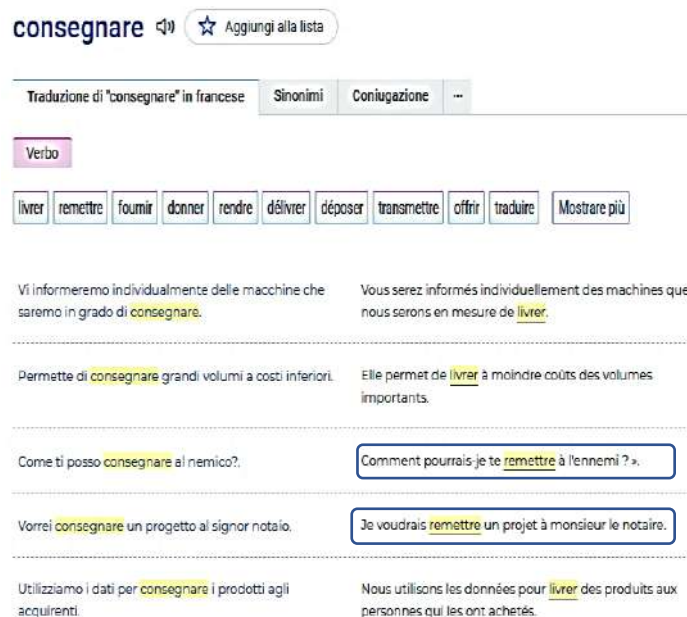 consegnare Aggiungi alla lista
Traduzione di "consegnare" in francese Sinonimi Coniugazione ...
Verbo
livrer remettre fournir donner rendre délivrer déposer transmettre offrir traduire Mostrare più
Vi informeremo individualmente delle macchine che
saremo in grado di consegnare.
Vous serez informés individuellement des machines que
nous serons en mesure de livrer.
Permette di consegnare grandi volumi a costi inferiori.
Elle permet de livrer à moindre coûts des volumes
importants.
Come ti posso consegnare al nemico?.
Comment pourrais-je te remettre à l'ennemi ? ».
Vorrei consegnare un progetto al signor notaio.
Je voudrais remettre un projet à monsieur le notaire.
Utilizziamo i dati per consegnare i prodotti agli
acquirenti.
Nous utilisons les données pour livrer des produits aux
personnes qui les ont achetés.